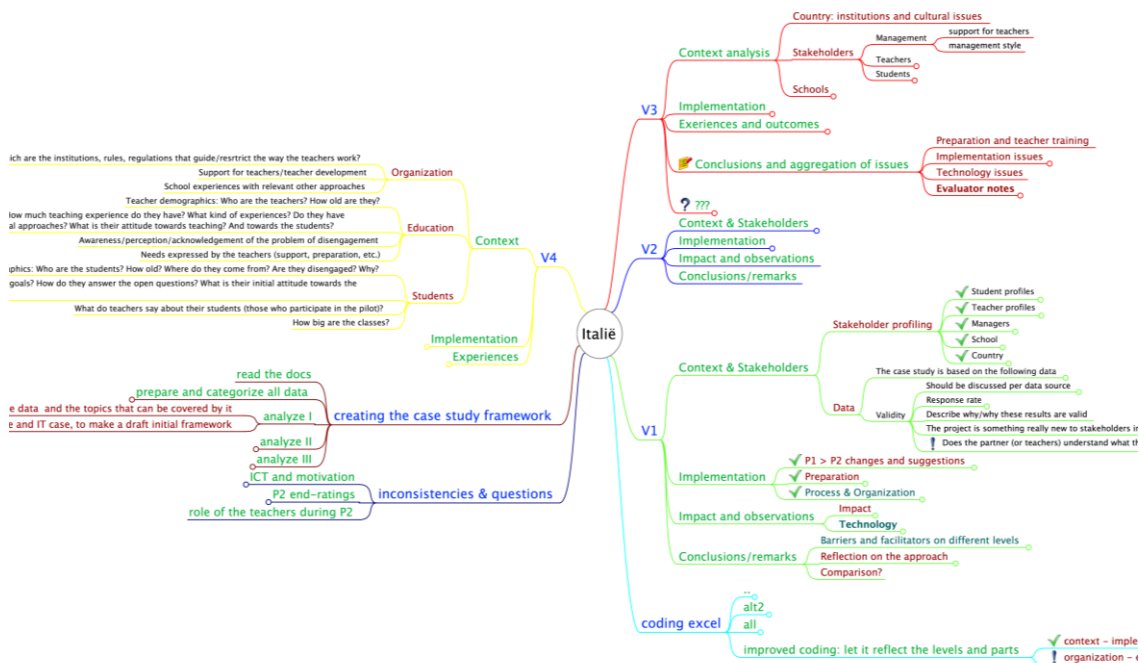 Italië
V3
Context analysis
Country: institutions and cultural issues
Stakeholders
Management
support for teachers
management style
Teachers
Students
Schools
Implementation
Exeriences and outcomes
Conclusions and aggregation of issues
Preparation and teacher training
Implementation issues
Technology issues
Evaluator notes
? ???
V2
Context & Stakeholders
Implementation
Impact and observations
Conclusions/remarks
V1
Context & Stakeholders
Stakeholder profiling
Student profiles
Teacher profiles
Managers
School
Country
Data
The case study is based on the following data
Validity
Should be discussed per data source
Response rate
Describe why/why these results are valid
The project is something really new to stakeholders in
! Does the partner (or teachers) understand what th
Implementation
P1 > P2 changes and suggestions
Preparation
Process & Organization
Impact and observations
Impact
Technology
Conclusions/remarks
Barriers and facilitators on different levels
Reflection on the approach
Comparison?
coding excel
..
alt2
all
improved coding: let it reflect the levels and parts
context - imple
! organization - e
V4
Context
Organization
ich are the institutions, rules, regulations that guide/resrtrict the way the teachers work?
Support for teachers/teacher development
School experiences with relevant other approaches
Education
Teacher demographics: Who are the teachers? How old are they?
How much teaching experience do they have? What kind of experiences? Do they have
al approaches? What is their attitude towards teaching? And towards the students?
Awareness/perception/acknowledgement of the problem of disengagement
Needs expressed by the teachers (support, preparation, etc.)
Students
aphics: Who are the students? How old? Where do they come from? Are they disengaged? Why?
goals? How do they answer the open questions? What is their initial attitude towards the
What do teachers say about their students (those who participate in the pilot)?
How big are the classes?
Implementation
Experiences
creating the case study framework
read the docs
prepare and categorize all data
analyze I
e data and the topics that can be covered by it
e and IT case, to make a draft initial framework
analyze II
analyze III
inconsistencies & questions
ICT and motivation
P2 end-ratings
role of the teachers during P2